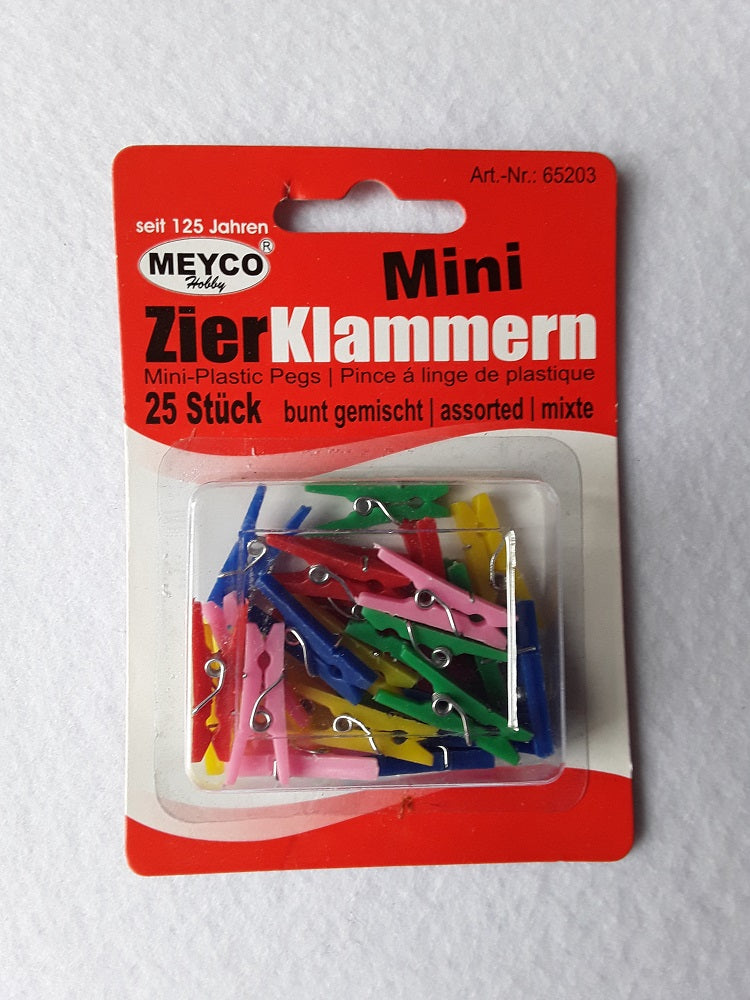 Art.-Nr.: 65203
seit 125 Jahren
MEYCO®
Hobby
Mini
ZierKlammern
Mini-Plastic Pegs | Pince á linge de plastique
25 Stück bunt gemischt | assorted | mixte